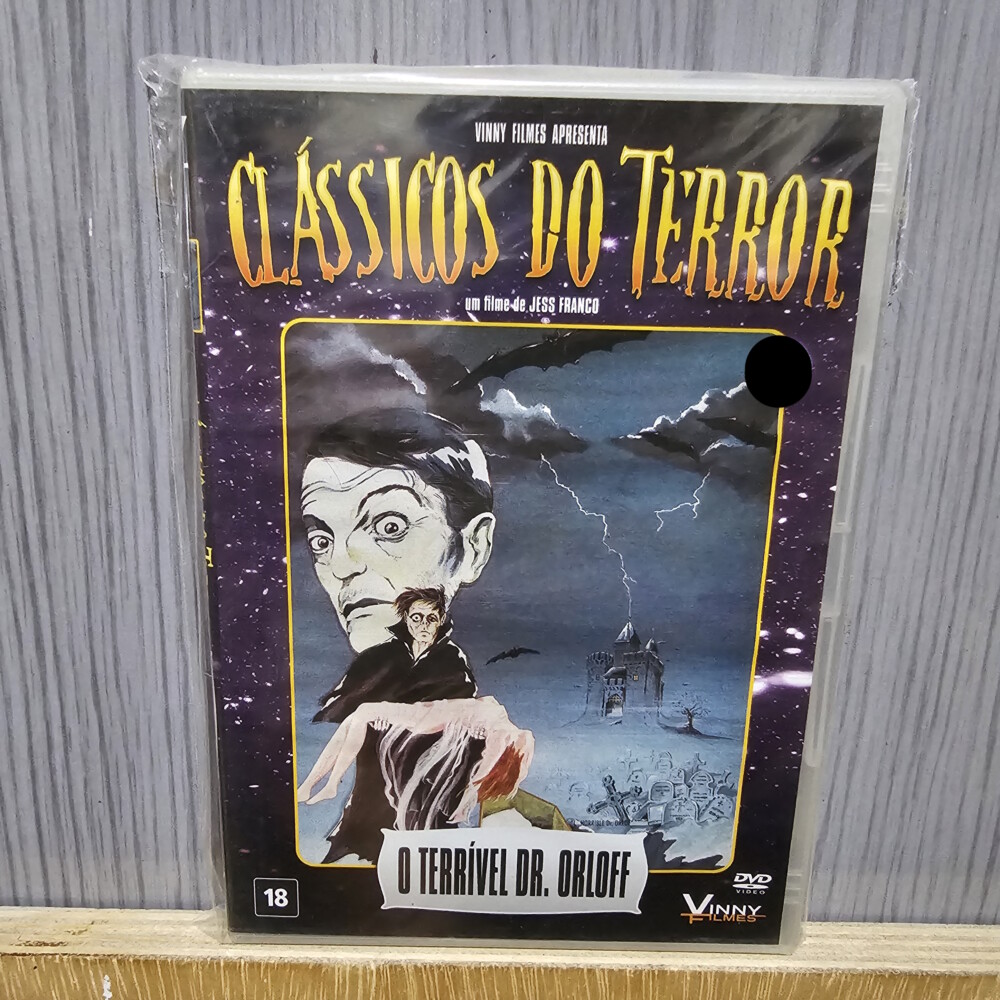 VINNY FILMES APRESENTA
CLÁSSICOS DO TERROR
um filme de JESS FRANCO
O TERRÍVEL DR. ORLOFF
18
DVD
VIDEO
VINNY
FILMES